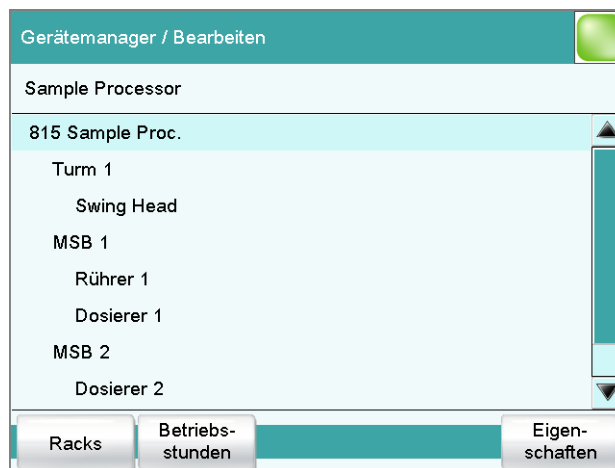 Gerätemanager / Bearbeiten
Sample Processor
815 Sample Proc.
Turm 1
Swing Head
MSB 1
Rührer 1
Dosierer 1
MSB 2
Dosierer 2
Racks
Betriebs-
stunden
Eigen-
schaften